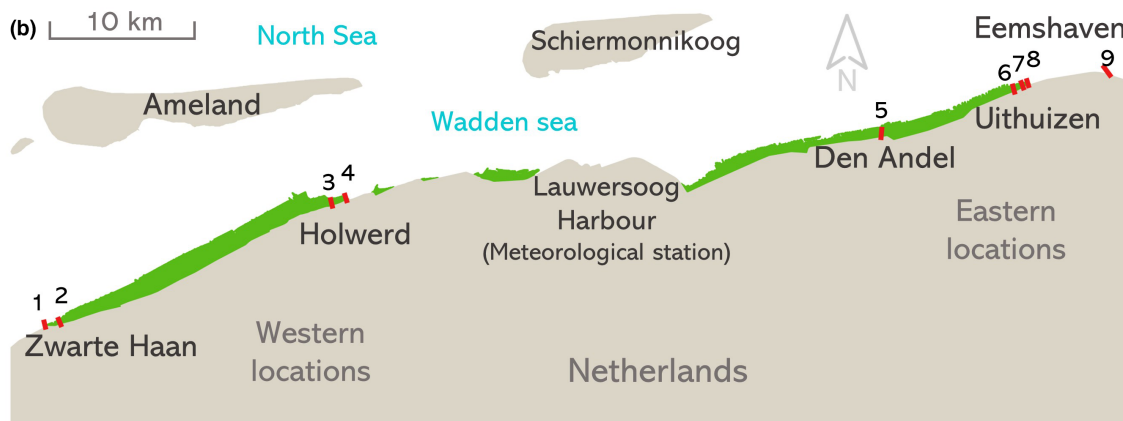 (b)
10 km
North Sea
Schiermonnikoog
N
Eemshaven
Ameland
Wadden sea
1
2
3
4
5
6
7
8
9
Uithuizen
Den Andel
Lauwersoog
Harbour
(Meteorological station)
Holwerd
Eastern
locations
Zwarte Haan
Western
locations
Netherlands